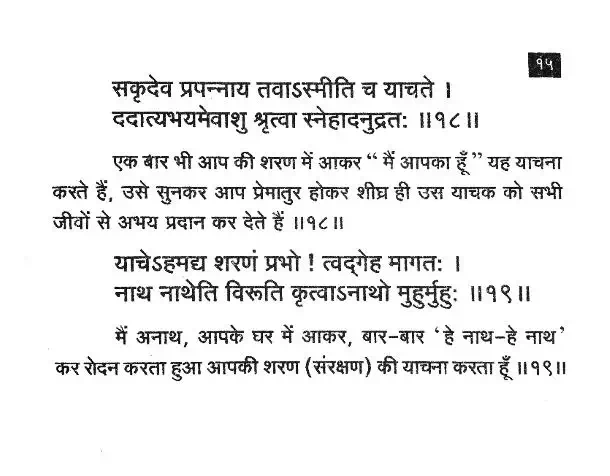 १५
सकृदेव प्रपन्नाय तवाऽस्मीति च याचते ।
ददात्यभयमेवाशु श्रृत्वा स्नेहादनुद्रतः ॥१८॥
एक बार भी आप की शरण में आकर “ मैं आपका हूँ ” यह याचना
करते हैं, उसे सुनकर आप प्रेमातुर होकर शीघ्र ही उस याचक को सभी
जीवों से अभय प्रदान कर देते हैं ॥१८॥
याचेऽहमद्य शरणं प्रभो ! त्वद्गेह मागतः ।
नाथ नाथेति विरूति कृत्वाऽनाथो मुहुर्मुहुः ॥१९॥
मैं अनाथ, आपके घर में आकर, बार-बार ‘ हे नाथ-हे नाथ’
कर रोदन करता हुआ आपकी शरण (संरक्षण) की याचना करता हूँ ॥१९॥